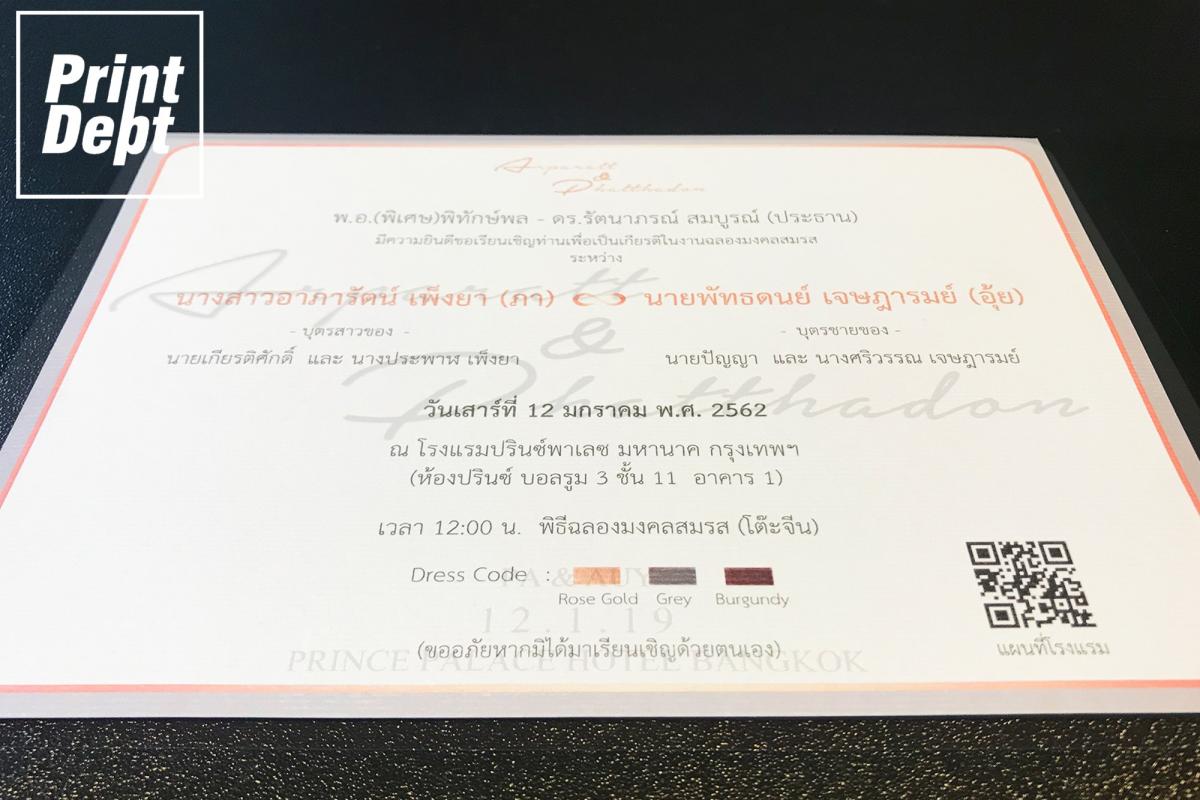 Print
Dept
Arparatt
&
Phatthadon
พ.อ.(พิเศษ)พิทักษ์พล - ดร.รัตนาภรณ์ สมบูรณ์ (ประธาน)
มีความยินดีขอเรียนเชิญท่านเพื่อเป็นเกียรติในงานฉลองมงคลสมรส
ระหว่าง
Arparatt
&
Phatthadon
นางสาวอาภารัตน์ เพ็งยา (ภา) นายพัทธดนย์ เจษฎารมย์ (อุ้ย)
- บุตรสาวของ - - บุตรชายของ -
นายเกียรติศักดิ์ และ นางประพาฬ เพ็งยา นายปัญญา และ นางศริวรรณ เจษฎารมย์
วันเสาร์ที่ 12 มกราคม พ.ศ. 2562
ณ โรงแรมปรินซ์พาเลซ มหานาค กรุงเทพฯ
(ห้องปรินซ์ บอลรูม 3 ชั้น 11 อาคาร 1)
เวลา 12:00 น. พิธีฉลองมงคลสมรส (โต๊ะจีน)
Dress Code :
PA & AUY
Rose Gold Grey Burgundy
12.1.19
(ขออภัยหากมิได้มาเรียนเชิญด้วยตนเอง)
PRINCE PALACE HOTEL BANGKOK
แผนที่โรงแรม